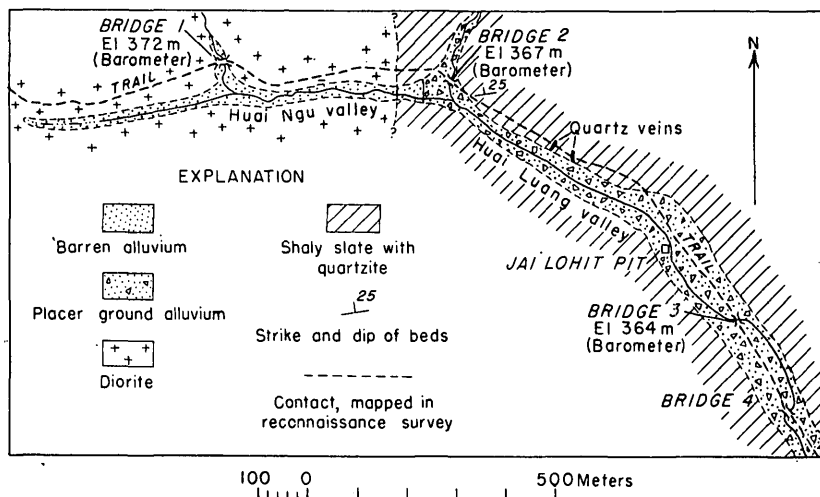 BRIDGE 1
El 372 m
(Barometer)
TRAIL
Huai Ngu valley
BRIDGE 2
El 367 m
(Barometer)
25
N
Quartz veins
Huai Luang valley
TRAIL
JAI LOHIT PIT
BRIDGE 3
El 364 m
(Barometer)
BRIDGE 4
EXPLANATION
Barren alluvium
Placer ground alluvium
Diorite
Shaly slate with
quartzite
25
Strike and dip of beds
Contact, mapped in
reconnaissance survey
100 0 500 Meters